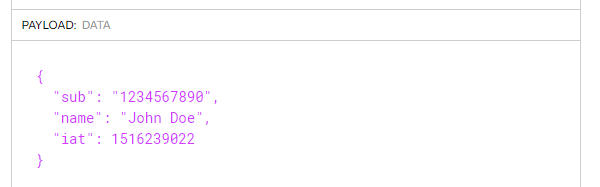 PAYLOAD: DATA
{
"sub": "1234567890",
"name": "John Doe",
"iat": 1516239022
}